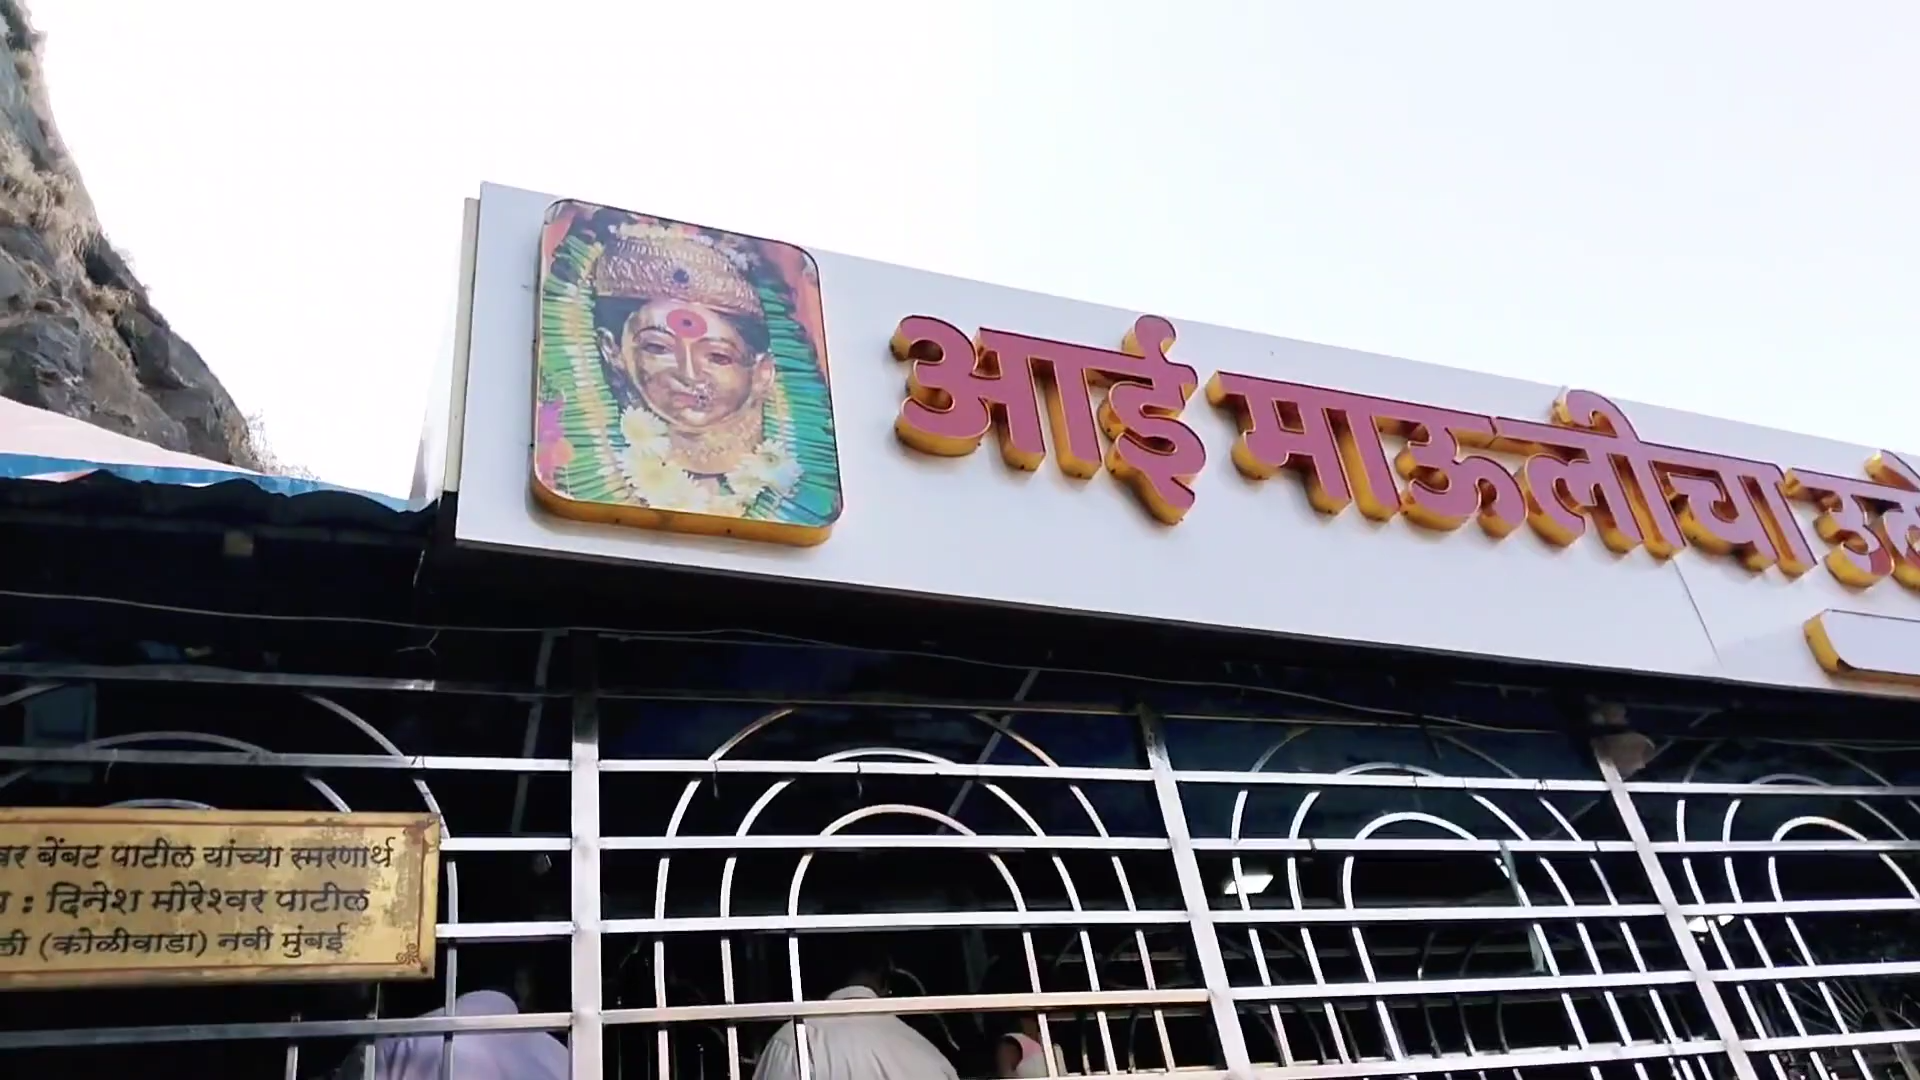 आई माऊलीचा
बेंबट पाटील यांच्या स्मरणार्थ
: दिनेश मोरेश्वर पाटील
(कोळीवाडा) नवी मुंबई